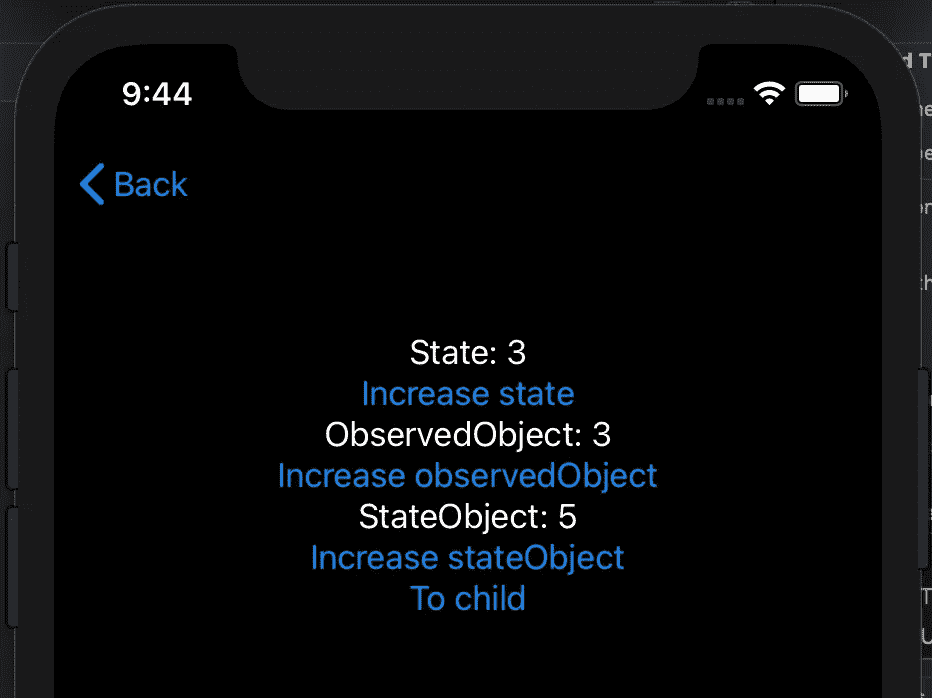 9:44
Back
State: 3
Increase state
ObservedObject: 3
Increase observedObject
StateObject: 5
Increase stateObject
To child